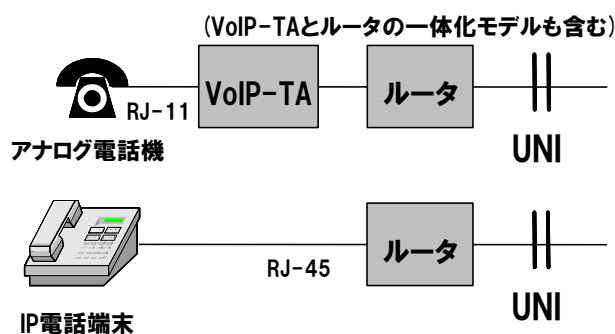 (VoIP-TAとルータの一体化モデルも含む)
VoIP-TA
ルータ
RJ-11
アナログ電話機
UNI
ルータ
RJ-45
IP電話端末
UNI